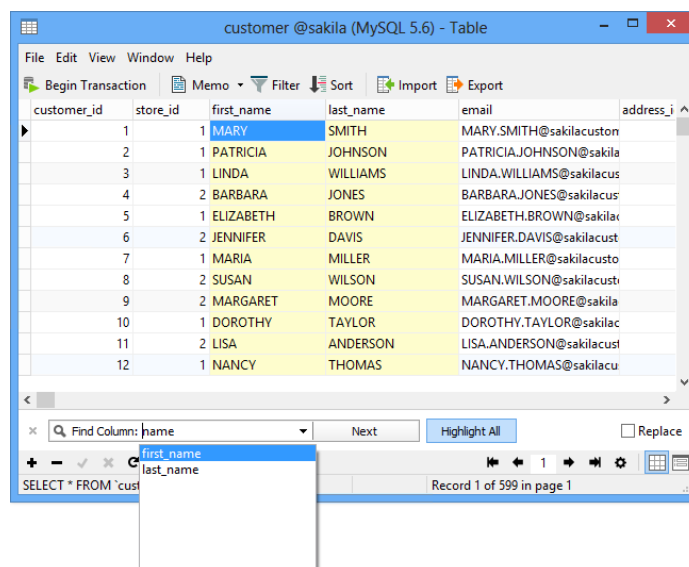 customer @sakila (MySQL 5.6) - Table
File Edit View Window Help
Begin Transaction Memo Filter Sort Import Export
customer_id store_id first_name last_name email address_i
1 1 MARY SMITH MARY.SMITH@sakilacustom
2 1 PATRICIA JOHNSON PATRICIA.JOHNSON@sakila
3 1 LINDA WILLIAMS LINDA.WILLIAMS@sakilacus
4 2 BARBARA JONES BARBARA.JONES@sakilacus
5 1 ELIZABETH BROWN ELIZABETH.BROWN@sakila
6 2 JENNIFER DAVIS JENNIFER.DAVIS@sakilacust
7 1 MARIA MILLER MARIA.MILLER@sakilacusto
8 2 SUSAN WILSON SUSAN.WILSON@sakilacust
9 2 MARGARET MOORE MARGARET.MOORE@sakila
10 1 DOROTHY TAYLOR DOROTHY.TAYLOR@sakilac
11 2 LISA ANDERSON LISA.ANDERSON@sakilacust
12 1 NANCY THOMAS NANCY.THOMAS@sakilacu
Find Column: name Next Highlight All Replace
first_name
last_name
1
SELECT * FROM `cust Record 1 of 599 in page 1